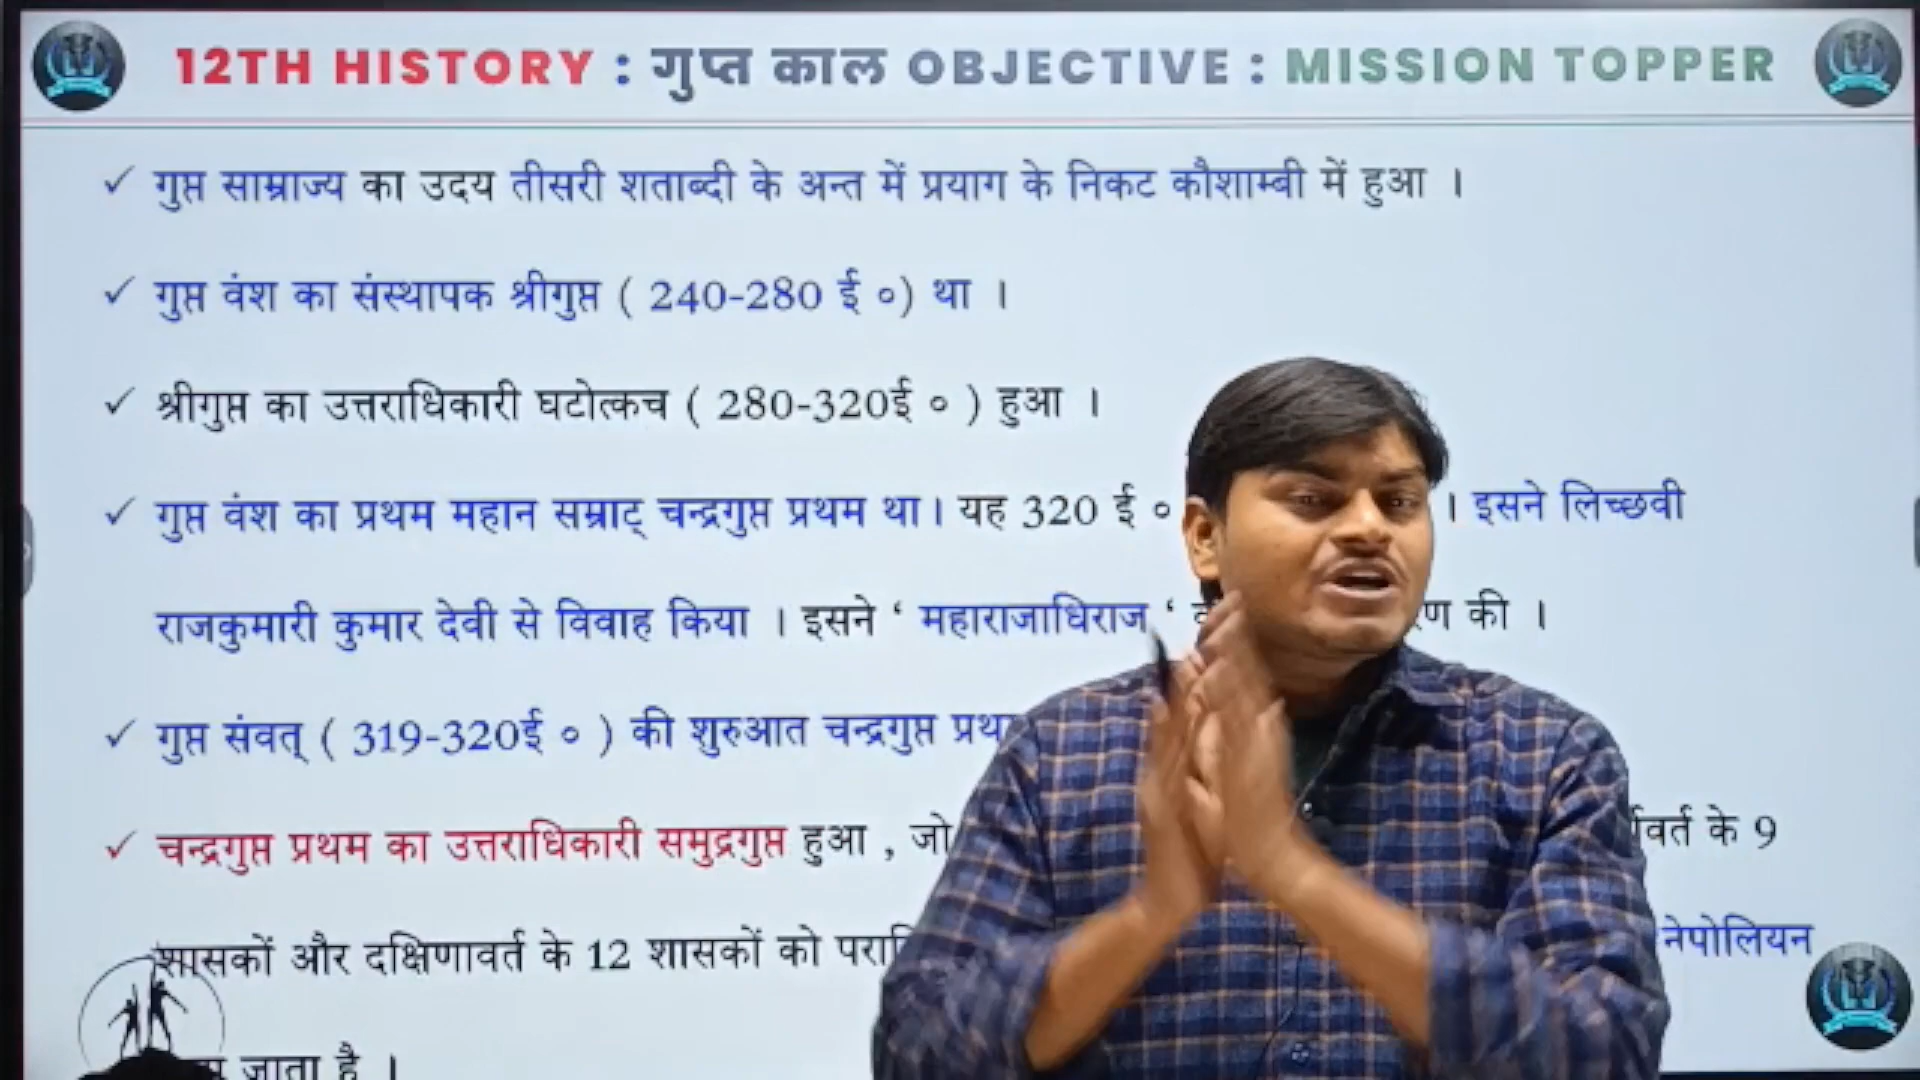 12TH HISTORY : गुप्त काल OBJECTIVE : MISSION TOPPER
✓ गुप्त साम्राज्य का उदय तीसरी शताब्दी के अन्त में प्रयाग के निकट कौशाम्बी में हुआ ।
✓ गुप्त वंश का संस्थापक श्रीगुप्त ( 240-280 ई ०) था ।
✓ श्रीगुप्त का उत्तराधिकारी घटोत्कच ( 280-320ई ० ) हुआ ।
✓ गुप्त वंश का प्रथम महान सम्राट् चन्द्रगुप्त प्रथम था । यह 320 ई ० । इसने लिच्छवी
राजकुमारी कुमार देवी से विवाह किया । इसने ‘ महाराजाधिराज ‘ की ।
✓ गुप्त संवत् ( 319-320ई ० ) की शुरुआत चन्द्रगुप्त
✓ चन्द्रगुप्त प्रथम का उत्तराधिकारी समुद्रगुप्त हुआ , जो के 9
शासकों और दक्षिणावर्त के 12 शासकों को नेपोलियन
जाता है ।